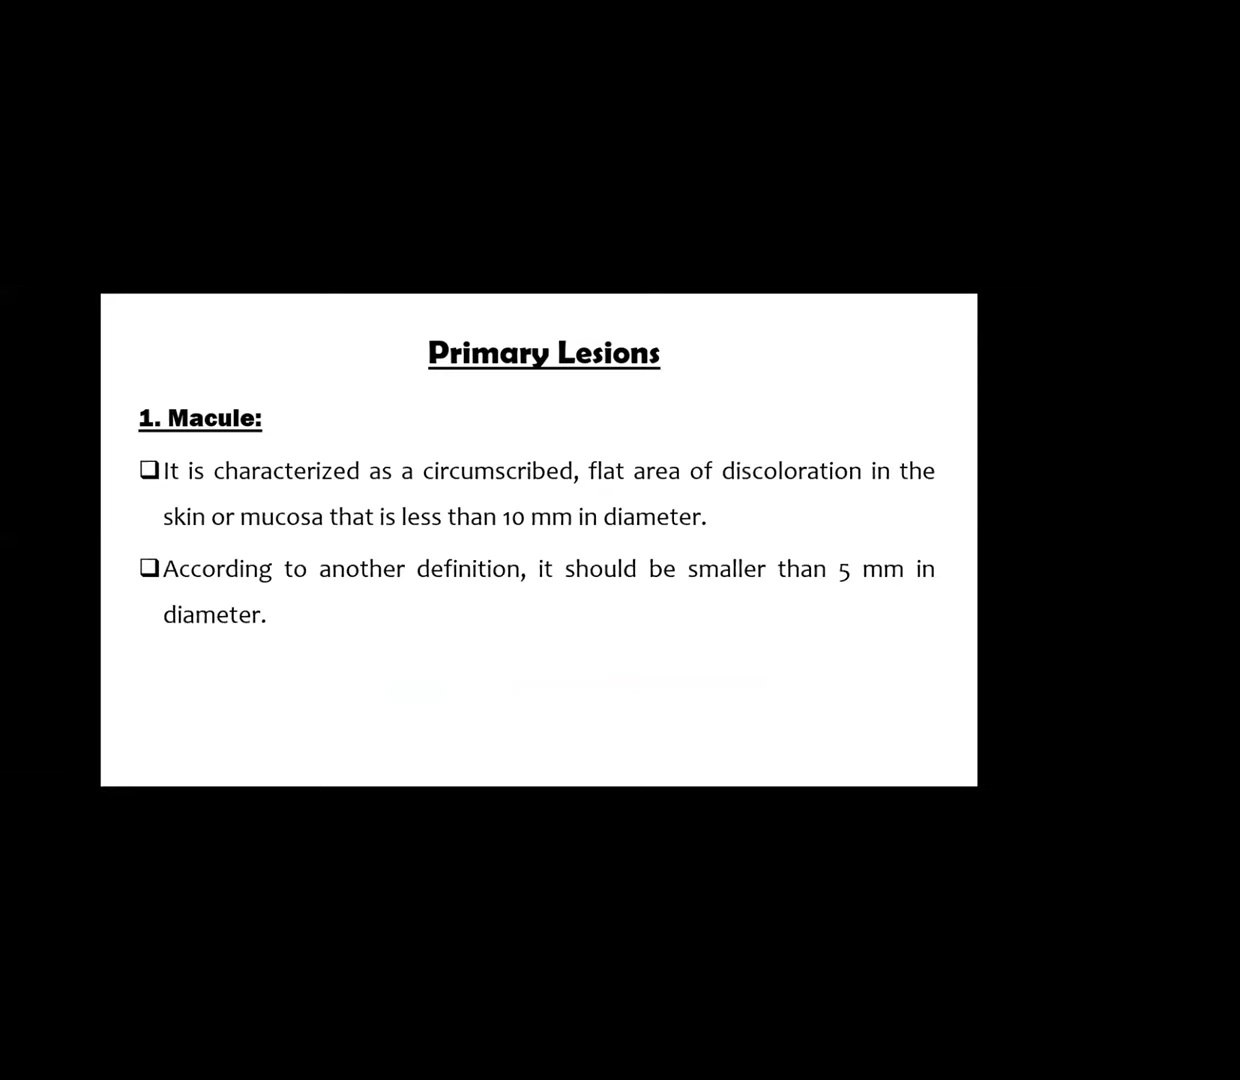 Primary Lesions
1. Macule:
❑It is characterized as a circumscribed, flat area of discoloration in the
skin or mucosa that is less than 10 mm in diameter.
❑According to another definition, it should be smaller than 5 mm in
diameter.